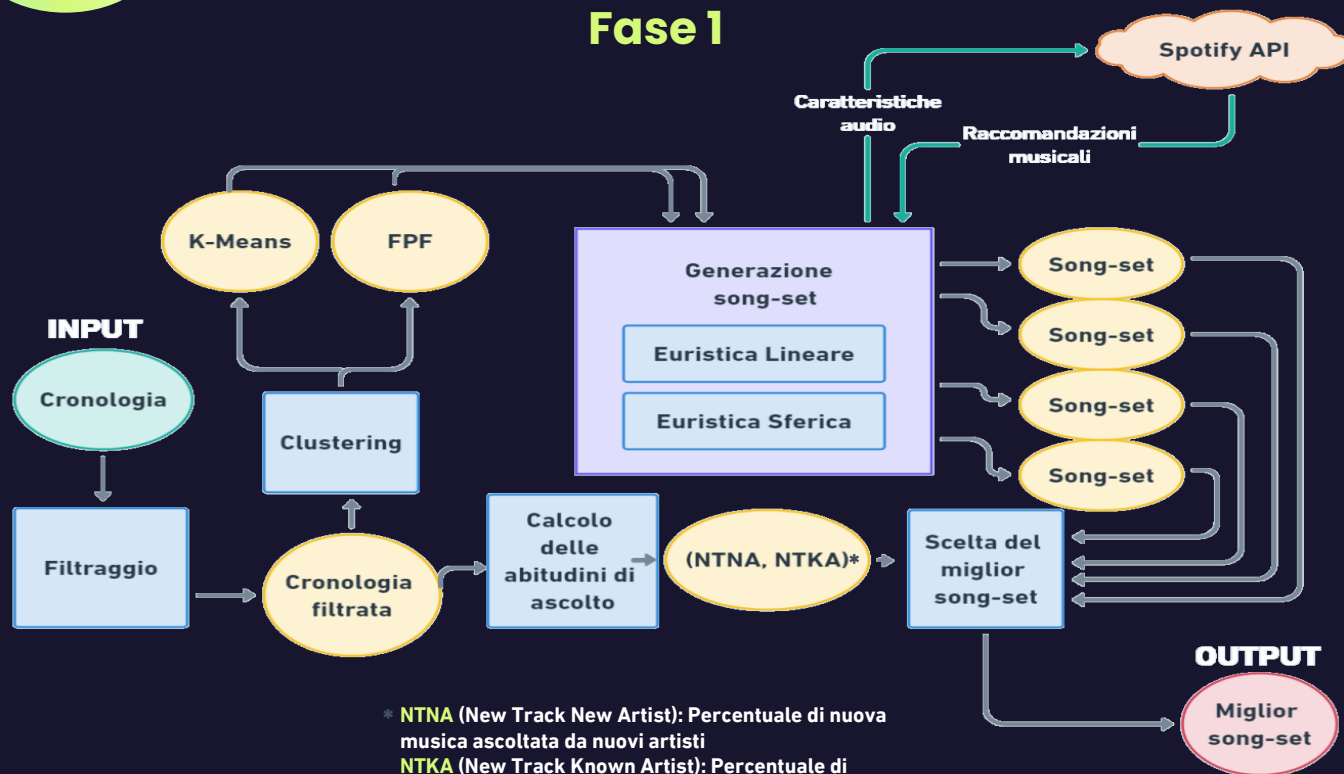 Fase 1
Spotify API
Caratteristiche
audio
Raccomandazioni
musicali
K-Means
FPF
Generazione
song-set
Euristica Lineare
Euristica Sferica
Song-set
Song-set
Song-set
Song-set
INPUT
Cronologia
Clustering
Filtraggio
Cronologia
filtrata
Calcolo
delle
abitudini di
ascolto
(NTNA, NTKA)*
Scelta del
miglior
song-set
OUTPUT
Miglior
song-set
* NTNA (New Track New Artist): Percentuale di nuova
musica ascoltata da nuovi artisti
NTKA (New Track Known Artist): Percentuale di